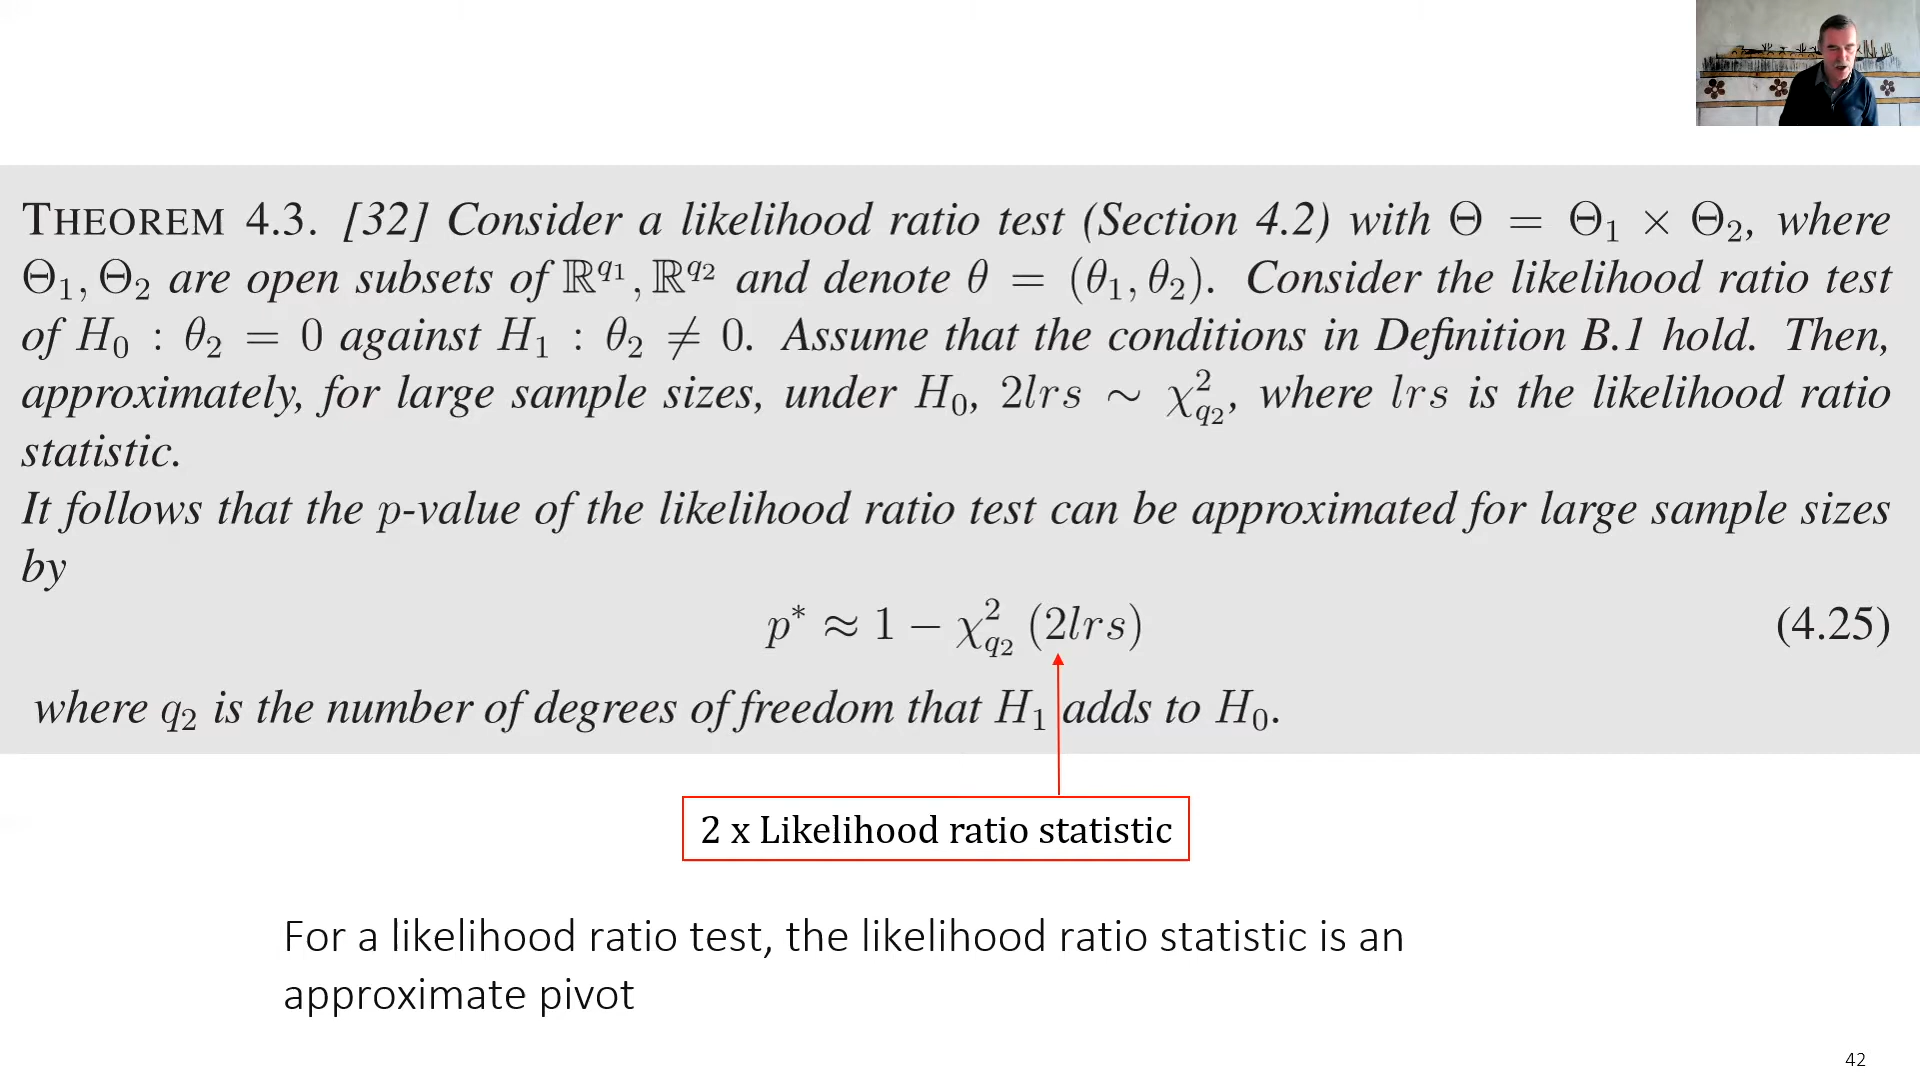 THEOREM 4.3. [32] Consider a likelihood ratio test (Section 4.2) with Θ = Θ₁ × Θ₂, where
Θ₁, Θ₂ are open subsets of ℝ^q₁, ℝ^q₂ and denote θ = (θ₁, θ₂). Consider the likelihood ratio test
of H₀ : θ₂ = 0 against H₁ : θ₂ ≠ 0. Assume that the conditions in Definition B.1 hold. Then,
approximately, for large sample sizes, under H₀, 2lrs ∼ χ²_q₂, where lrs is the likelihood ratio
statistic.
It follows that the p-value of the likelihood ratio test can be approximated for large sample sizes
by
p* ≈ 1 − χ²_q₂ (2lrs) (4.25)
where q₂ is the number of degrees of freedom that H₁ adds to H₀.
2 x Likelihood ratio statistic
For a likelihood ratio test, the likelihood ratio statistic is an
approximate pivot
42